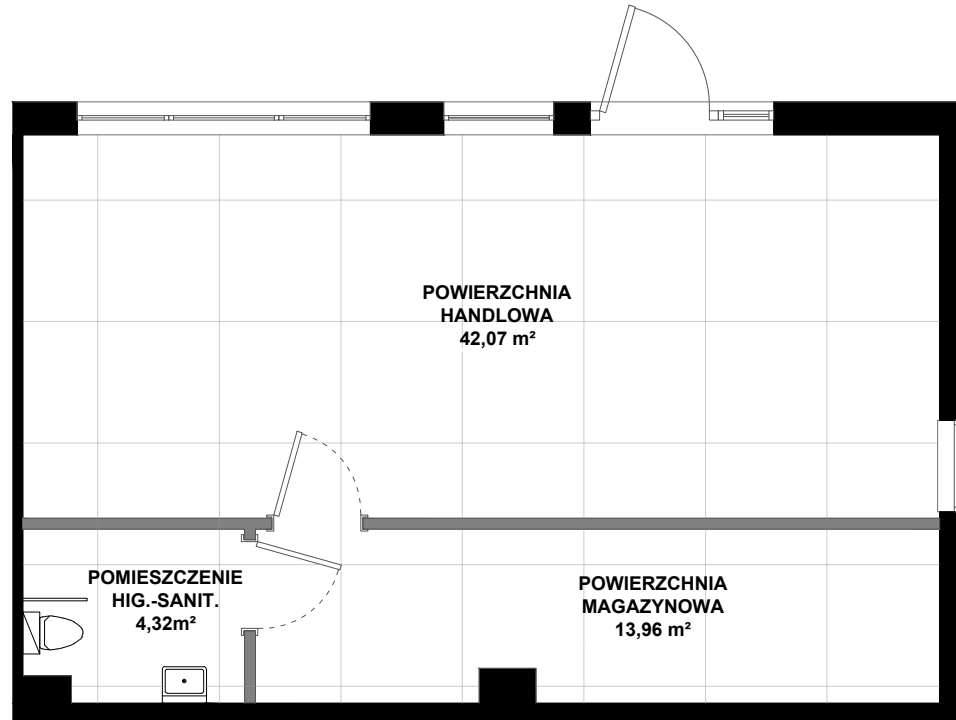 POWIERZCHNIA
HANDLOWA
42,07 m²
POMIESZCZENIE
HIG.-SANIT.
4,32m²
POWIERZCHNIA
MAGAZYNOWA
13,96 m²